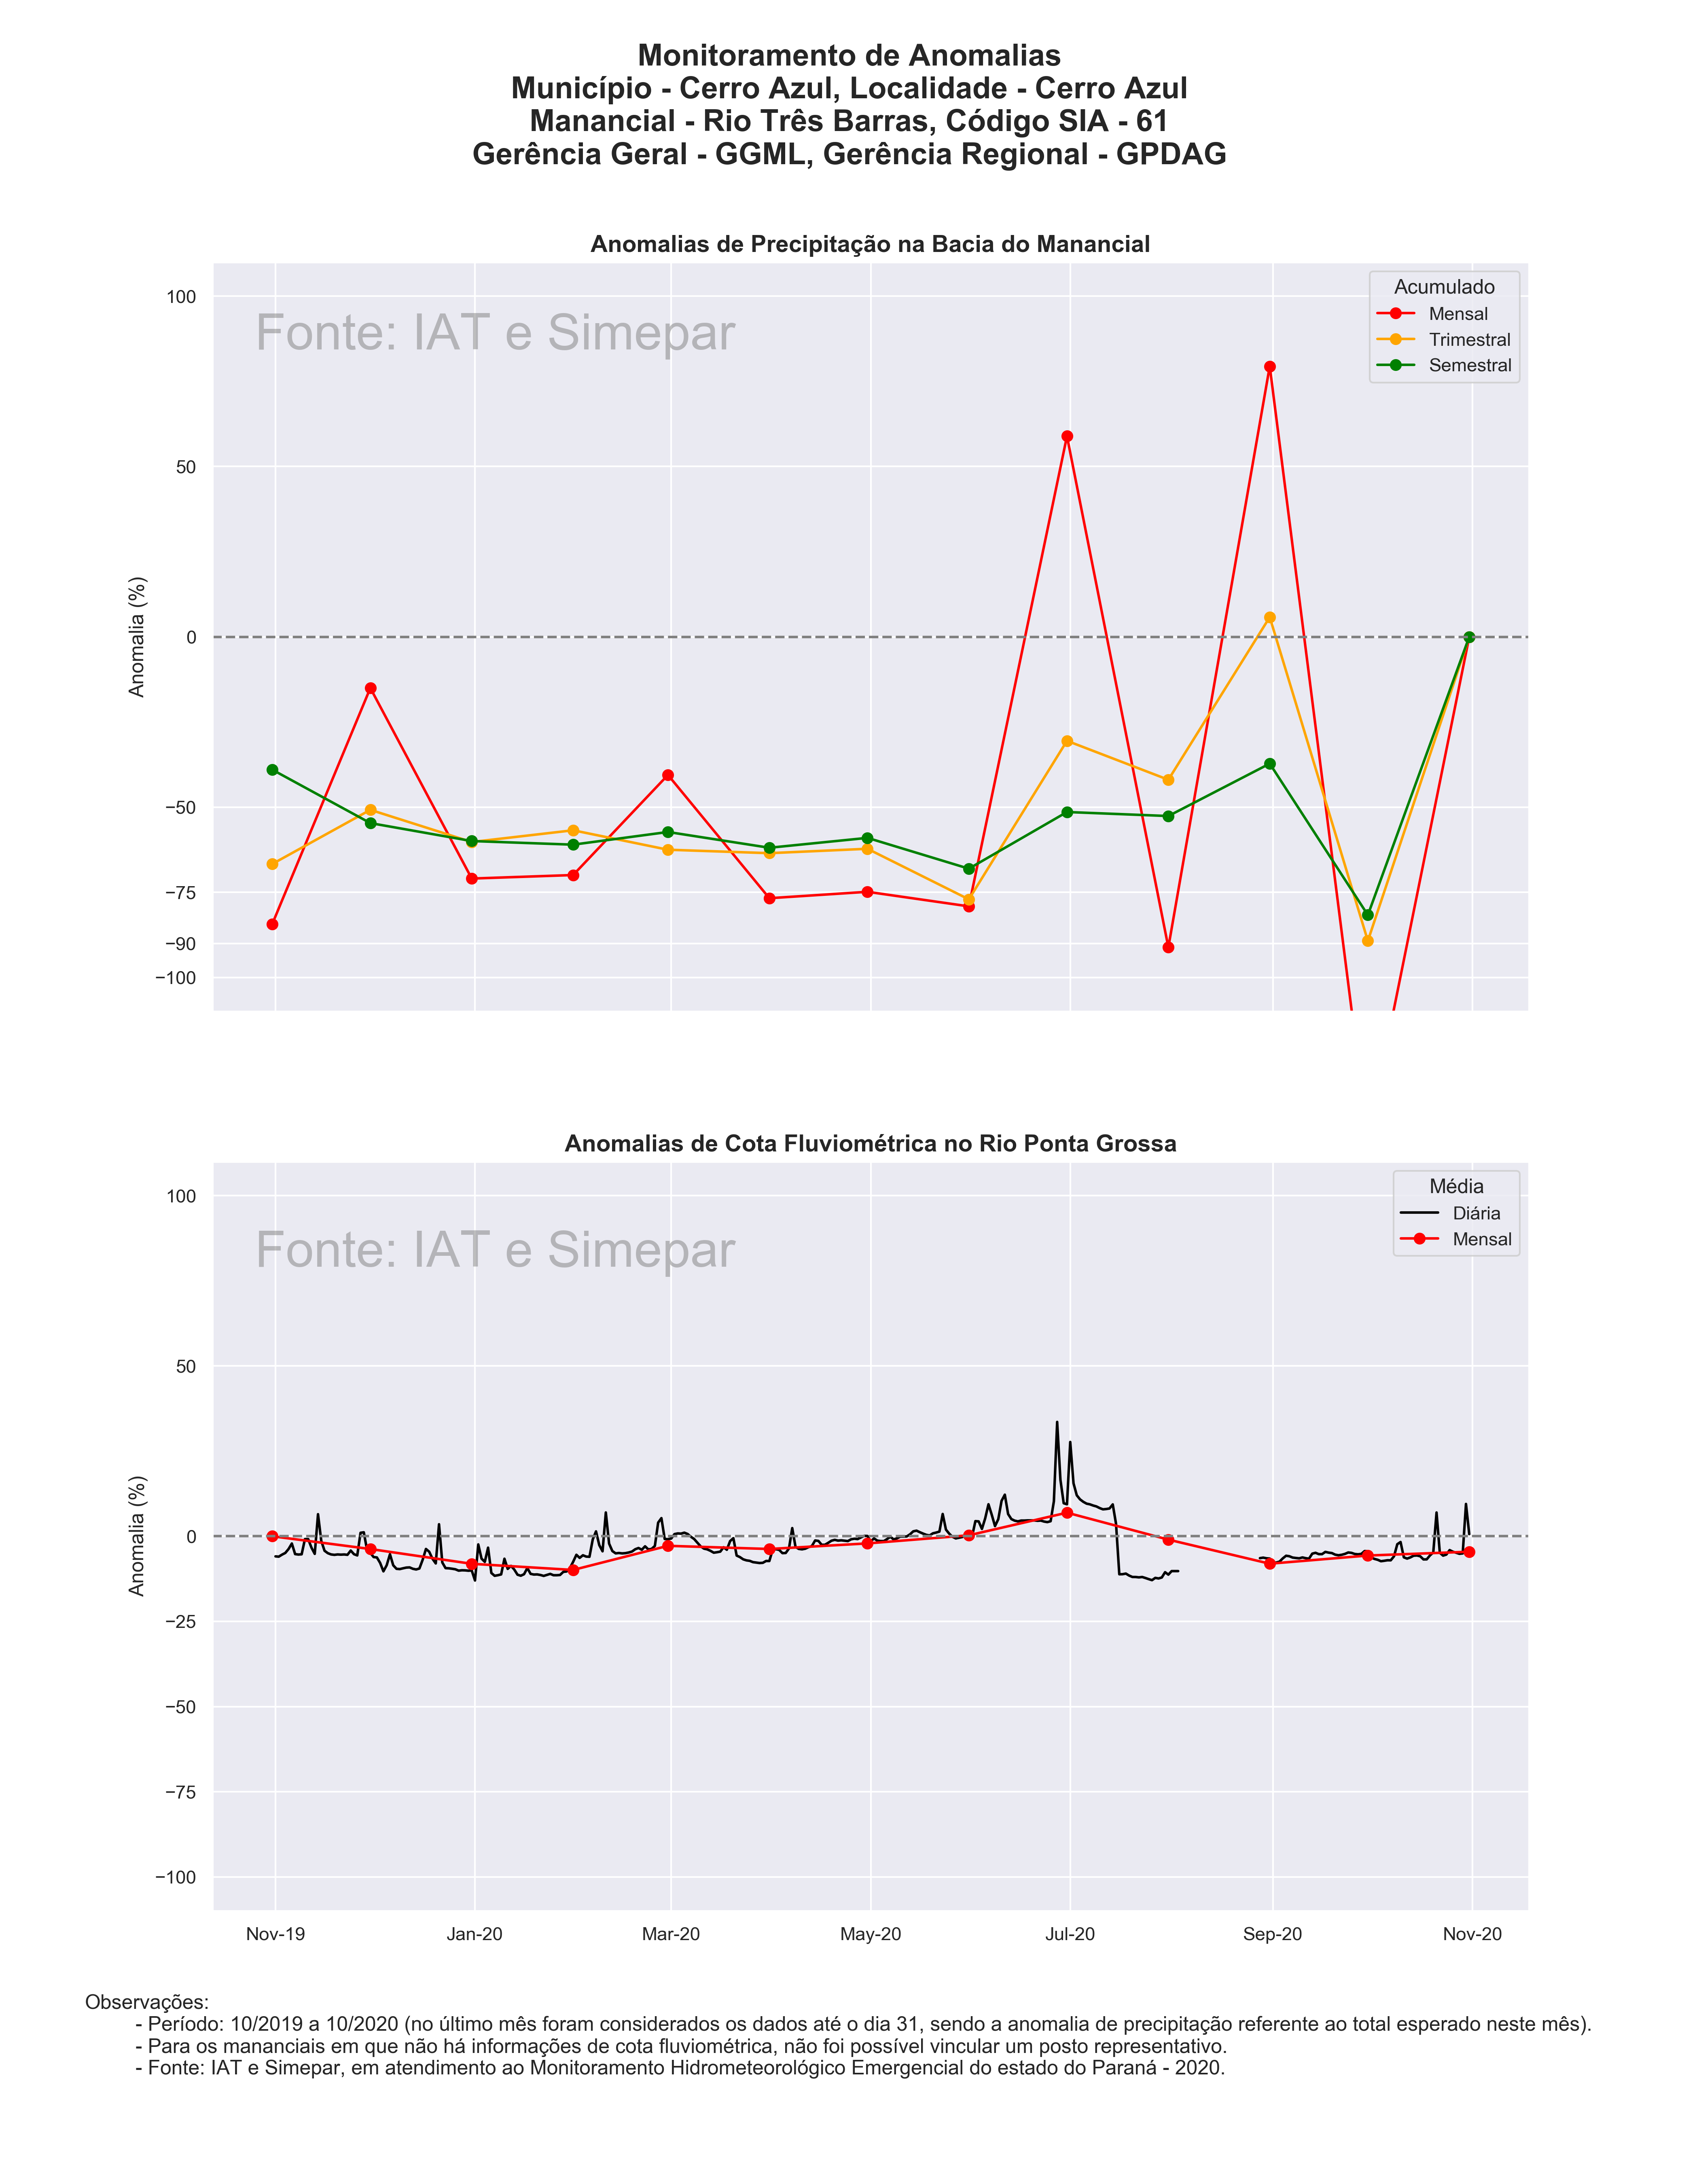 Monitoramento de Anomalias
Município - Cerro Azul, Localidade - Cerro Azul
Manancial - Rio Três Barras, Código SIA - 61
Gerência Geral - GGML, Gerência Regional - GPDAG
Anomalias de Precipitação na Bacia do Manancial
Fonte: IAT e Simepar
Acumulado
Mensal
Trimestral
Semestral
Anomalia (%)
100
50
0
−50
−75
−90
−100
Anomalias de Cota Fluviométrica no Rio Ponta Grossa
Fonte: IAT e Simepar
Média
Diária
Mensal
Anomalia (%)
100
50
0
−25
−50
−75
−100
Nov-19 Jan-20 Mar-20 May-20 Jul-20 Sep-20 Nov-20
Observações:
- Período: 10/2019 a 10/2020 (no último mês foram considerados os dados até o dia 31, sendo a anomalia de precipitação referente ao total esperado neste mês).
- Para os mananciais em que não há informações de cota fluviométrica, não foi possível vincular um posto representativo.
- Fonte: IAT e Simepar, em atendimento ao Monitoramento Hidrometeorológico Emergencial do estado do Paraná - 2020.